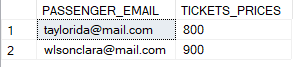 PASSENGER_EMAIL TICKETS_PRICES
1 taylorida@mail.com 800
2 wlsonclara@mail.com 900